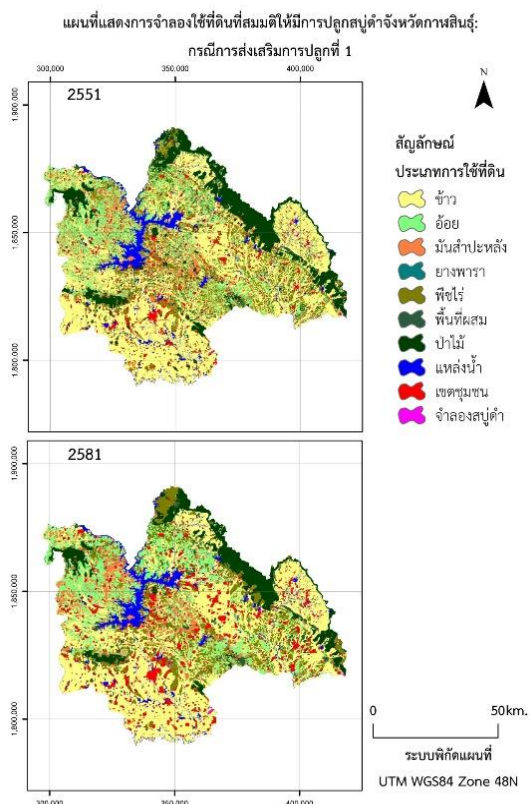 แผนที่แสดงการจำลองใช้ที่ดินที่สมมติให้มีการปลูกสบู่ดำจังหวัดกาฬสินธุ์:
กรณีการส่งเสริมการปลูกที่ 1
300,000 350,000 400,000
2551
1,900,000
1,850,000
1,800,000
N
สัญลักษณ์
ประเภทการใช้ที่ดิน
ข้าว
อ้อย
มันสำปะหลัง
ยางพารา
พืชไร่
พื้นที่ผสม
ป่าไม้
แหล่งน้ำ
เขตชุมชน
จำลองสบู่ดำ
2581
1,900,000
1,850,000
1,800,000
300,000 350,000 400,000
0 50km.
ระบบพิกัดแผนที่
UTM WGS84 Zone 48N